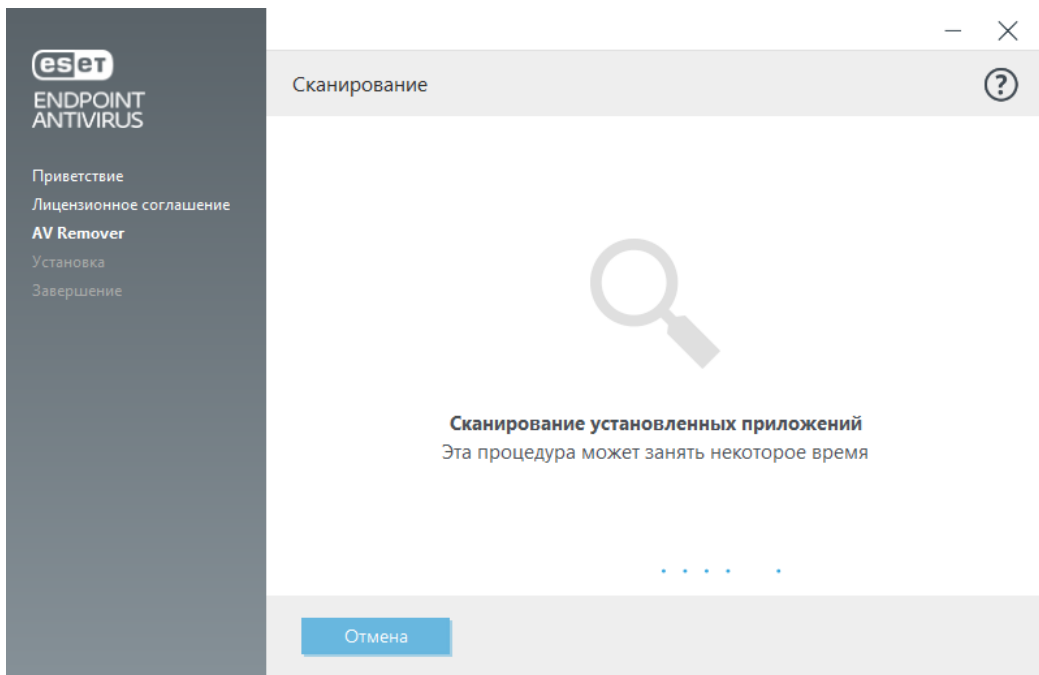 eset
ENDPOINT
ANTIVIRUS
Приветствие
Лицензионное соглашение
AV Remover
Установка
Завершение
Сканирование
?
Сканирование установленных приложений
Эта процедура может занять некоторое время
Отмена